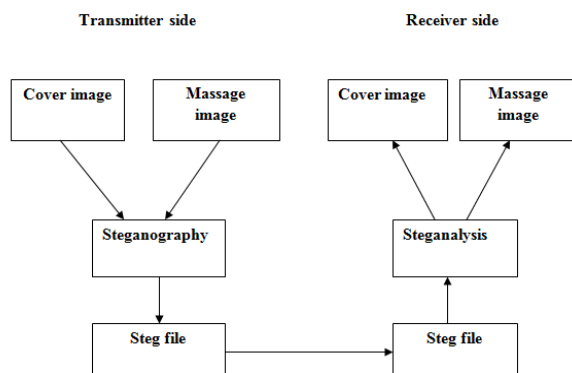 Transmitter side
Receiver side
Cover image
Massage
image
Cover image
Massage
image
Steganography
Steganalysis
Steg file
Steg file